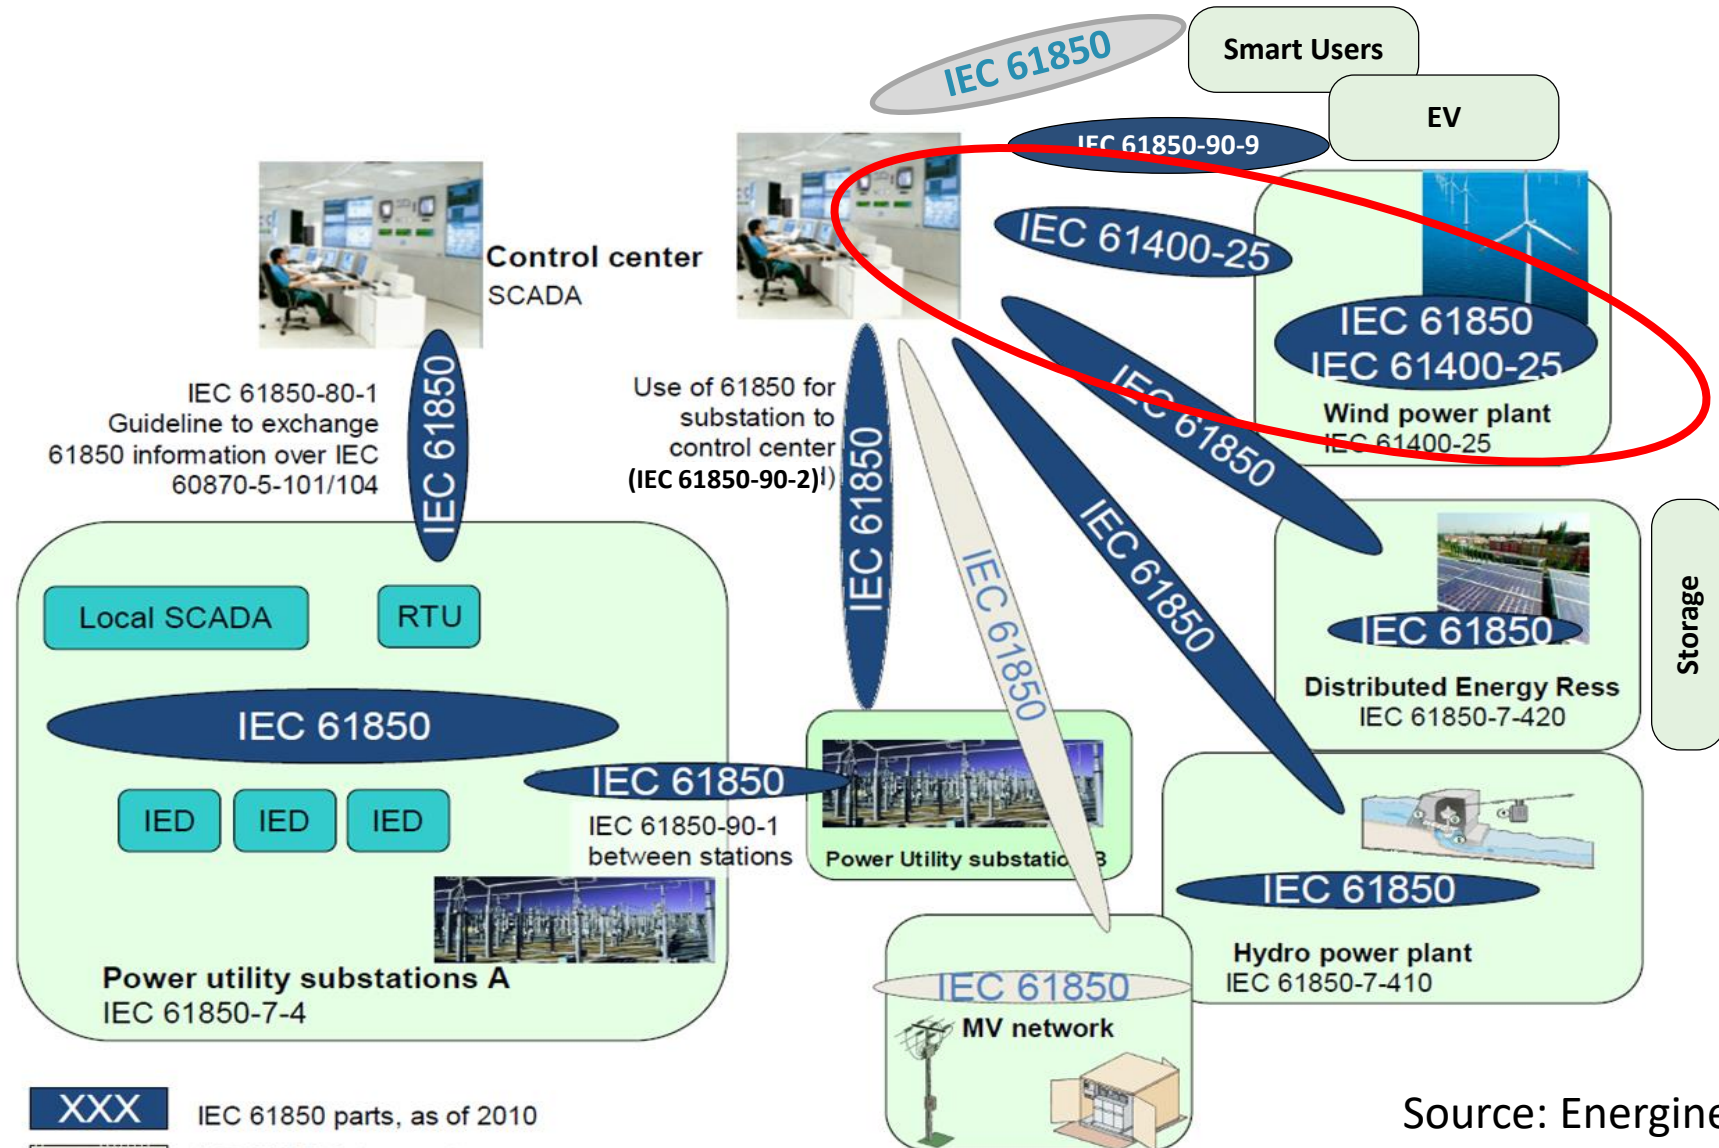 IEC 61850
Smart Users
EV
IEC 61850-90-9
IEC 61400-25
Control center
SCADA
IEC 61850
IEC 61400-25
Wind power plant
IEC 61400-25
IEC 61850-80-1
Guideline to exchange
61850 information over IEC
60870-5-101/104
IEC 61850
Use of 61850 for
substation to
control center
(IEC 61850-90-2)
IEC 61850
IEC 61850
IEC 61850
IEC 61850
IEC 61850
Distributed Energy Ress
IEC 61850-7-420
Storage
Local SCADA
RTU
IEC 61850
IED
IED
IED
IEC 61850
IEC 61850-90-1
between stations
Power utility substations A
IEC 61850-7-4
Power Utility substation B
IEC 61850
Hydro power plant
IEC 61850-7-410
IEC 61850
MV network
XXX
IEC 61850 parts, as of 2010
Source: Energine